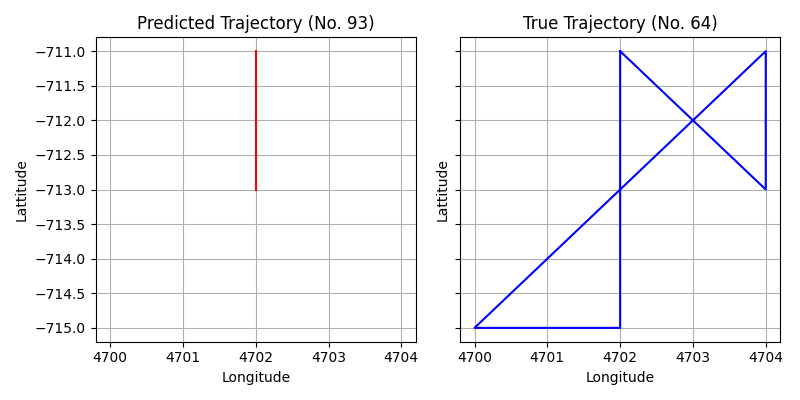 Predicted Trajectory (No. 93)
True Trajectory (No. 64)
−711.0
−711.5
−712.0
−712.5
−713.0
−713.5
−714.0
−714.5
−715.0
Lattitude
Lattitude
4700 4701 4702 4703 4704
4700 4701 4702 4703 4704
Longitude
Longitude